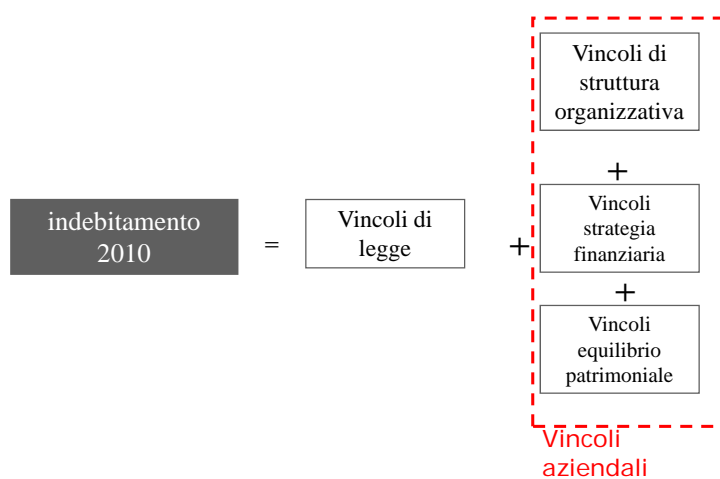 indebitamento
2010
=
Vincoli di
legge
+
Vincoli di
struttura
organizzativa
+
Vincoli
strategia
finanziaria
+
Vincoli
equilibrio
patrimoniale
Vincoli
aziendali